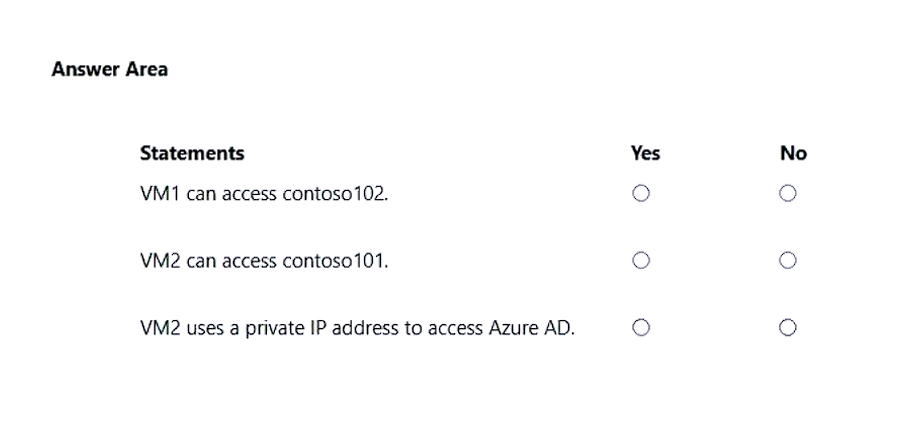 Answer Area
Statements Yes No
VM1 can access contoso102.
VM2 can access contoso101.
VM2 uses a private IP address to access Azure AD.